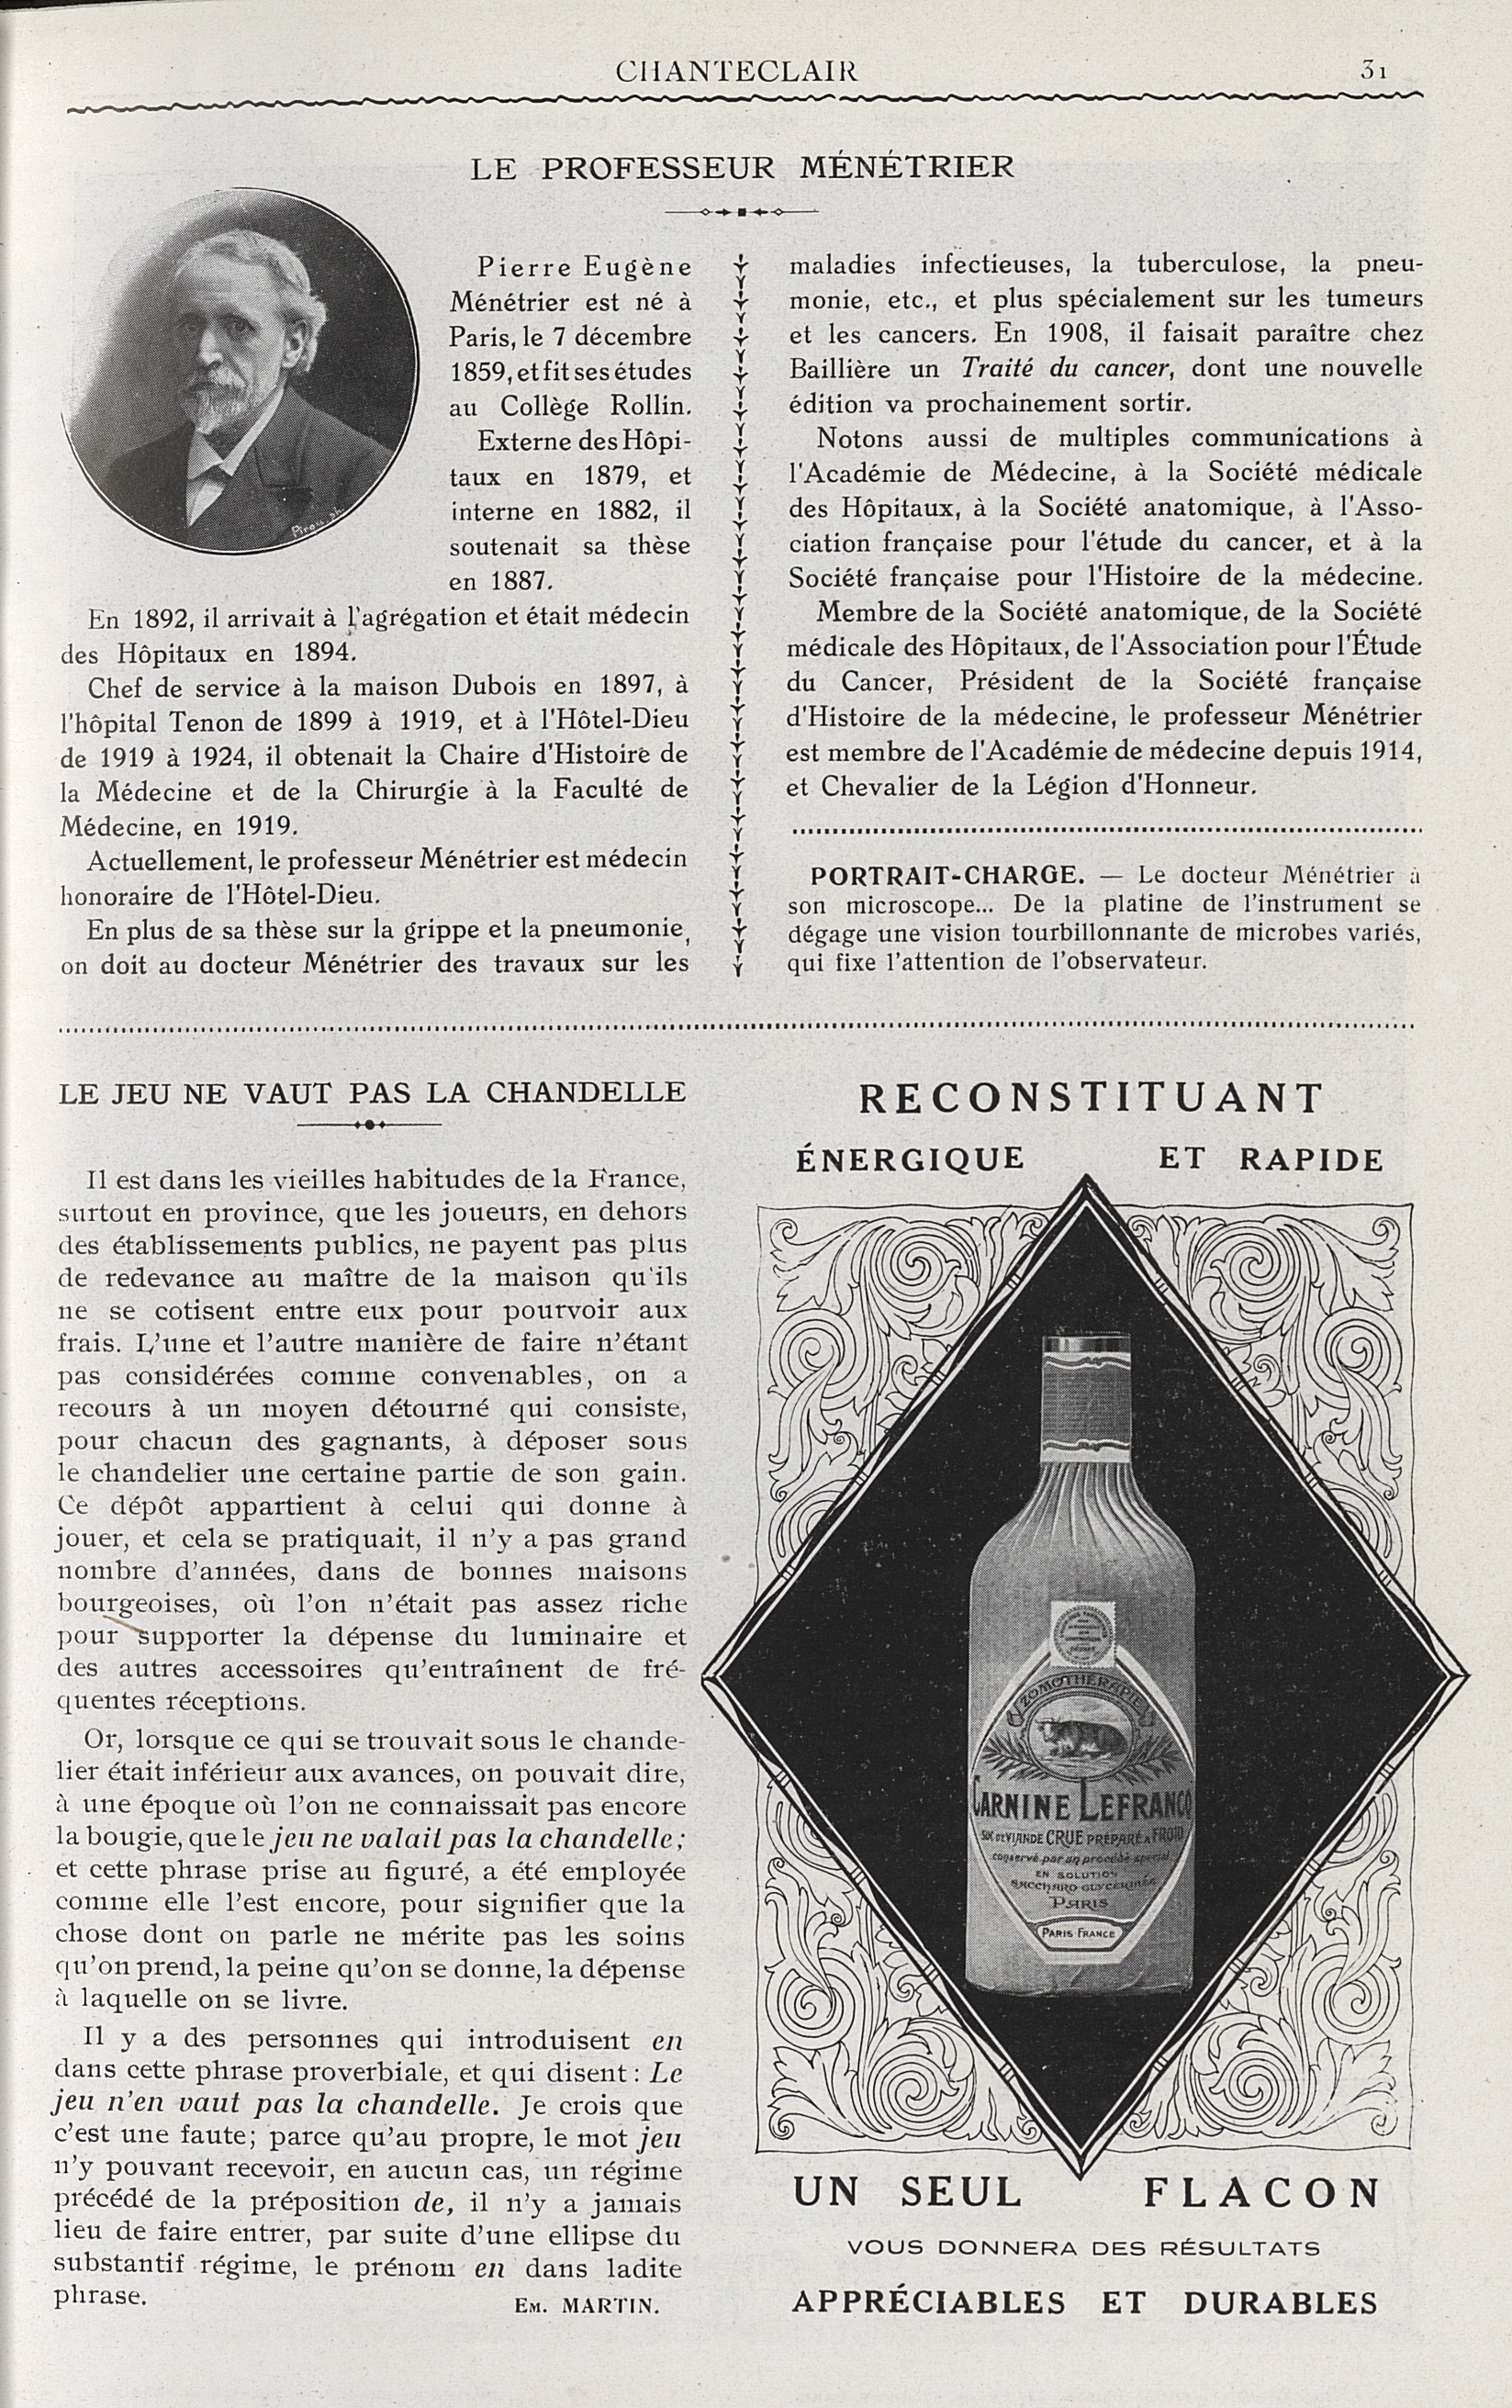 CHANTECLAIR
31
LE PROFESSEUR MÉNÉTRIER
Pirou ph.
Pierre Eugène
Ménétrier est né à
Paris, le 7 décembre
1859, et fit ses études
au Collège Rollin.
Externe des Hôpi-
taux en 1879, et
interne en 1882, il
soutenait sa thèse
en 1887.
En 1892, il arrivait à l'agrégation et était médecin
des Hôpitaux en 1894.
Chef de service à la maison Dubois en 1897, à
l'hôpital Tenon de 1899 à 1919, et à l'Hôtel-Dieu
de 1919 à 1924, il obtenait la Chaire d'Histoire de
la Médecine et de la Chirurgie à la Faculté de
Médecine, en 1919.
Actuellement, le professeur Ménétrier est médecin
honoraire de l'Hôtel-Dieu.
En plus de sa thèse sur la grippe et la pneumonie,
on doit au docteur Ménétrier des travaux sur les
maladies infectieuses, la tuberculose, la pneu-
monie, etc., et plus spécialement sur les tumeurs
et les cancers. En 1908, il faisait paraître chez
Baillière un Traité du cancer, dont une nouvelle
édition va prochainement sortir.
Notons aussi de multiples communications à
l'Académie de Médecine, à la Société médicale
des Hôpitaux, à la Société anatomique, à l'Asso-
ciation française pour l'étude du cancer, et à la
Société française pour l'Histoire de la médecine.
Membre de la Société anatomique, de la Société
médicale des Hôpitaux, de l'Association pour l'Étude
du Cancer, Président de la Société française
d'Histoire de la médecine, le professeur Ménétrier
est membre de l'Académie de médecine depuis 1914,
et Chevalier de la Légion d'Honneur.
PORTRAIT-CHARGE. — Le docteur Ménétrier à
son microscope... De la platine de l'instrument se
dégage une vision tourbillonnante de microbes variés,
qui fixe l'attention de l'observateur.
LE JEU NE VAUT PAS LA CHANDELLE
Il est dans les vieilles habitudes de la France,
surtout en province, que les joueurs, en dehors
des établissements publics, ne payent pas plus
de redevance au maître de la maison qu'ils
ne se cotisent entre eux pour pourvoir aux
frais. L'une et l'autre manière de faire n'étant
pas considérées comme convenables, on a
recours à un moyen détourné qui consiste,
pour chacun des gagnants, à déposer sous
le chandelier une certaine partie de son gain.
Ce dépôt appartient à celui qui donne à
jouer, et cela se pratiquait, il n'y a pas grand
nombre d'années, dans de bonnes maisons
bourgeoises, où l'on n'était pas assez riche
pour supporter la dépense du luminaire et
des autres accessoires qu'entraînent de fré-
quentes réceptions.
Or, lorsque ce qui se trouvait sous le chande-
lier était inférieur aux avances, on pouvait dire,
à une époque où l'on ne connaissait pas encore
la bougie, que le jeu ne valait pas la chandelle;
et cette phrase prise au figuré, a été employée
comme elle l'est encore, pour signifier que la
chose dont on parle ne mérite pas les soins
qu'on prend, la peine qu'on se donne, la dépense
à laquelle on se livre.
Il y a des personnes qui introduisent en
dans cette phrase proverbiale, et qui disent : Le
jeu n'en vaut pas la chandelle. Je crois que
c'est une faute; parce qu'au propre, le mot jeu
n'y pouvant recevoir, en aucun cas, un régime
précédé de la préposition de, il n'y a jamais
lieu de faire entrer, par suite d'une ellipse du
substantif régime, le prénom en dans ladite
phrase.
EM. MARTIN.
RECONSTITUANT
ÉNERGIQUE ET RAPIDE
ZOMOTHÉRAPIE
CARNINE LEFRANCQ
SUC DE VIANDE CRUE PRÉPARÉ A FROID
conservé par un procédé spécial
EN SOLUTION
SACCHARO GLYCERINÉE
PARIS
PARIS FRANCE
UN SEUL FLACON
VOUS DONNERA DES RÉSULTATS
APPRÉCIABLES ET DURABLES